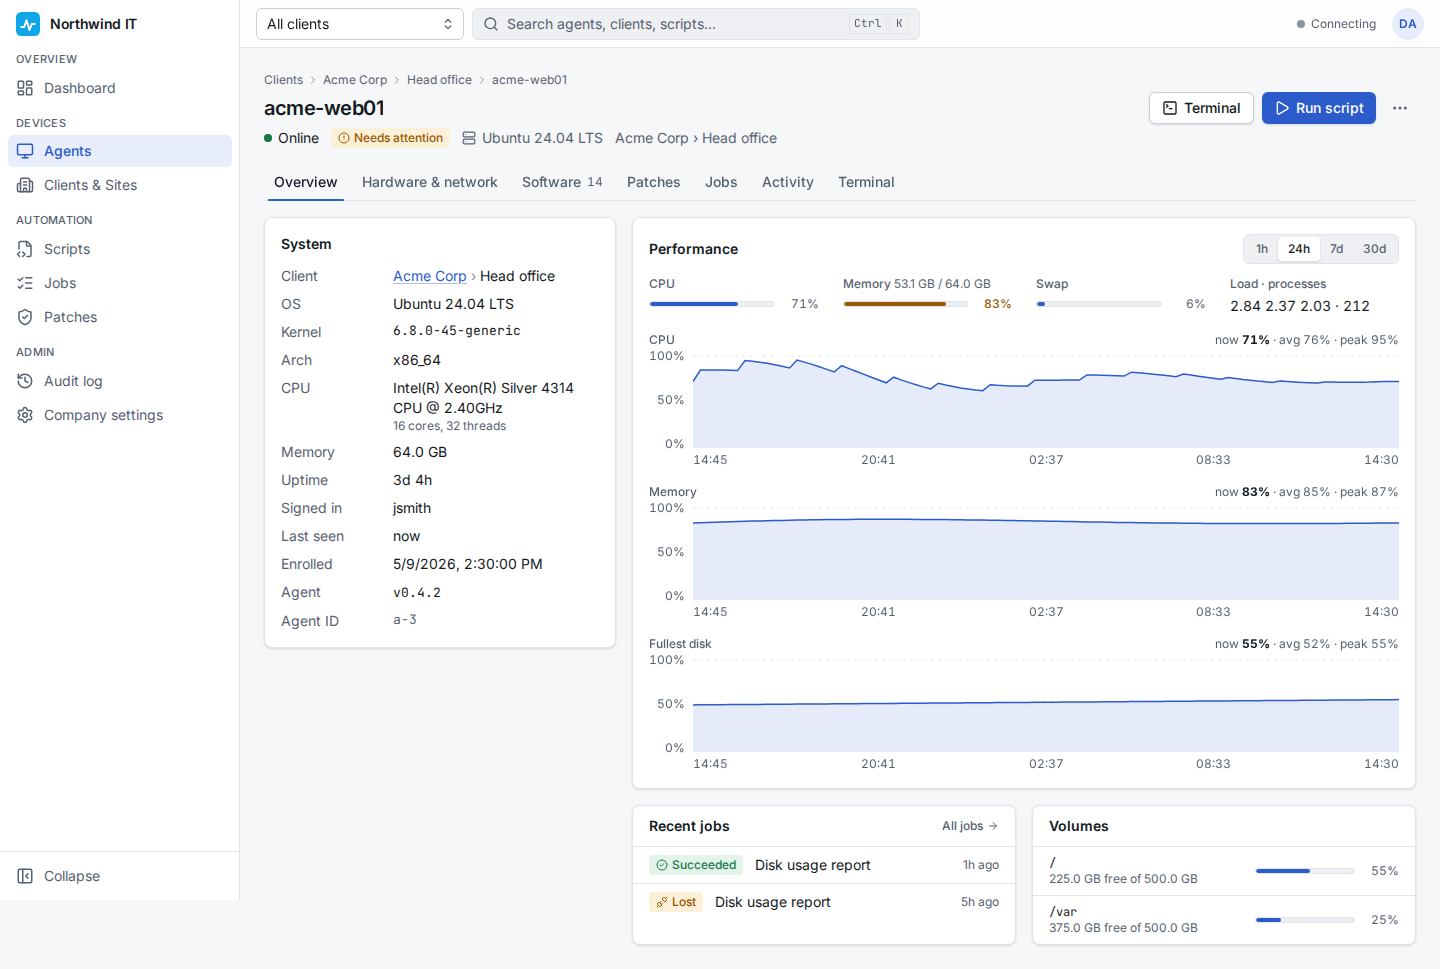 Northwind IT
OVERVIEW
Dashboard
DEVICES
Agents
Clients & Sites
AUTOMATION
Scripts
Jobs
Patches
ADMIN
Audit log
Company settings
Collapse
All clients
Search agents, clients, scripts...
Ctrl K
Connecting
DA
Clients › Acme Corp › Head office › acme-web01
acme-web01
Terminal
Run script
Online
Needs attention
Ubuntu 24.04 LTS
Acme Corp › Head office
Overview
Hardware & network
Software 14
Patches
Jobs
Activity
Terminal
System
Client Acme Corp › Head office
OS Ubuntu 24.04 LTS
Kernel 6.8.0-45-generic
Arch x86_64
CPU Intel(R) Xeon(R) Silver 4314
CPU @ 2.40GHz
16 cores, 32 threads
Memory 64.0 GB
Uptime 3d 4h
Signed in jsmith
Last seen now
Enrolled 5/9/2026, 2:30:00 PM
Agent v0.4.2
Agent ID a-3
Performance
1h 24h 7d 30d
CPU
71%
Memory 53.1 GB / 64.0 GB
83%
Swap
6%
Load · processes
2.84 2.37 2.03 · 212
CPU
now 71% · avg 76% · peak 95%
100%
50%
0%
14:45 20:41 02:37 08:33 14:30
Memory
now 83% · avg 85% · peak 87%
100%
50%
0%
14:45 20:41 02:37 08:33 14:30
Fullest disk
now 55% · avg 52% · peak 55%
100%
50%
0%
14:45 20:41 02:37 08:33 14:30
Recent jobs
All jobs →
Succeeded Disk usage report 1h ago
Lost Disk usage report 5h ago
Volumes
/
225.0 GB free of 500.0 GB
55%
/var
375.0 GB free of 500.0 GB
25%